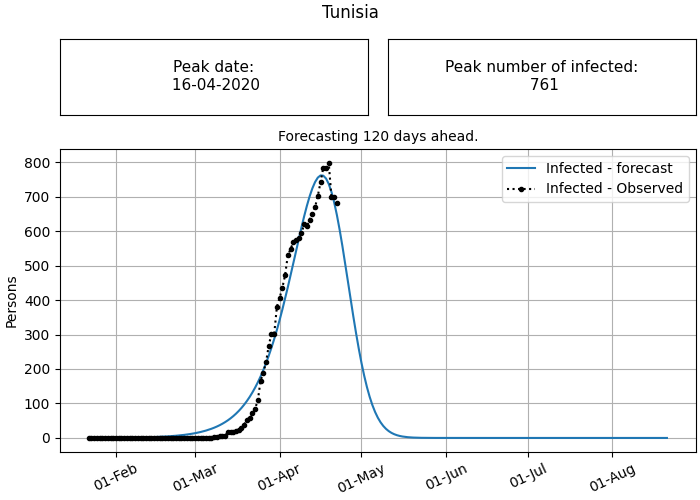 Tunisia
Peak date:
16-04-2020
Peak number of infected:
761
Forecasting 120 days ahead.
Infected - forecast
Infected - Observed
Persons
800
700
600
500
400
300
200
100
0
01-Feb
01-Mar
01-Apr
01-May
01-Jun
01-Jul
01-Aug